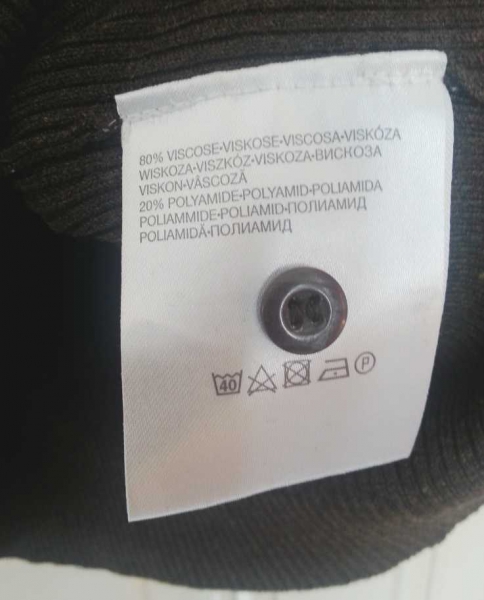 80% VISCOSE•VISKOSE•VISCOSA•VISKÓZA
WISKOZA•VISZKÓZ•VISKOZA•ВИСКОЗА
VISKON•VÂSCOZĂ
20% POLYAMIDE•POLYAMID•POLIAMIDA
POLIAMMIDE•POLIAMID•ПОЛИАМИД
POLIAMIDĂ•ПОЛИАМИД
40 P